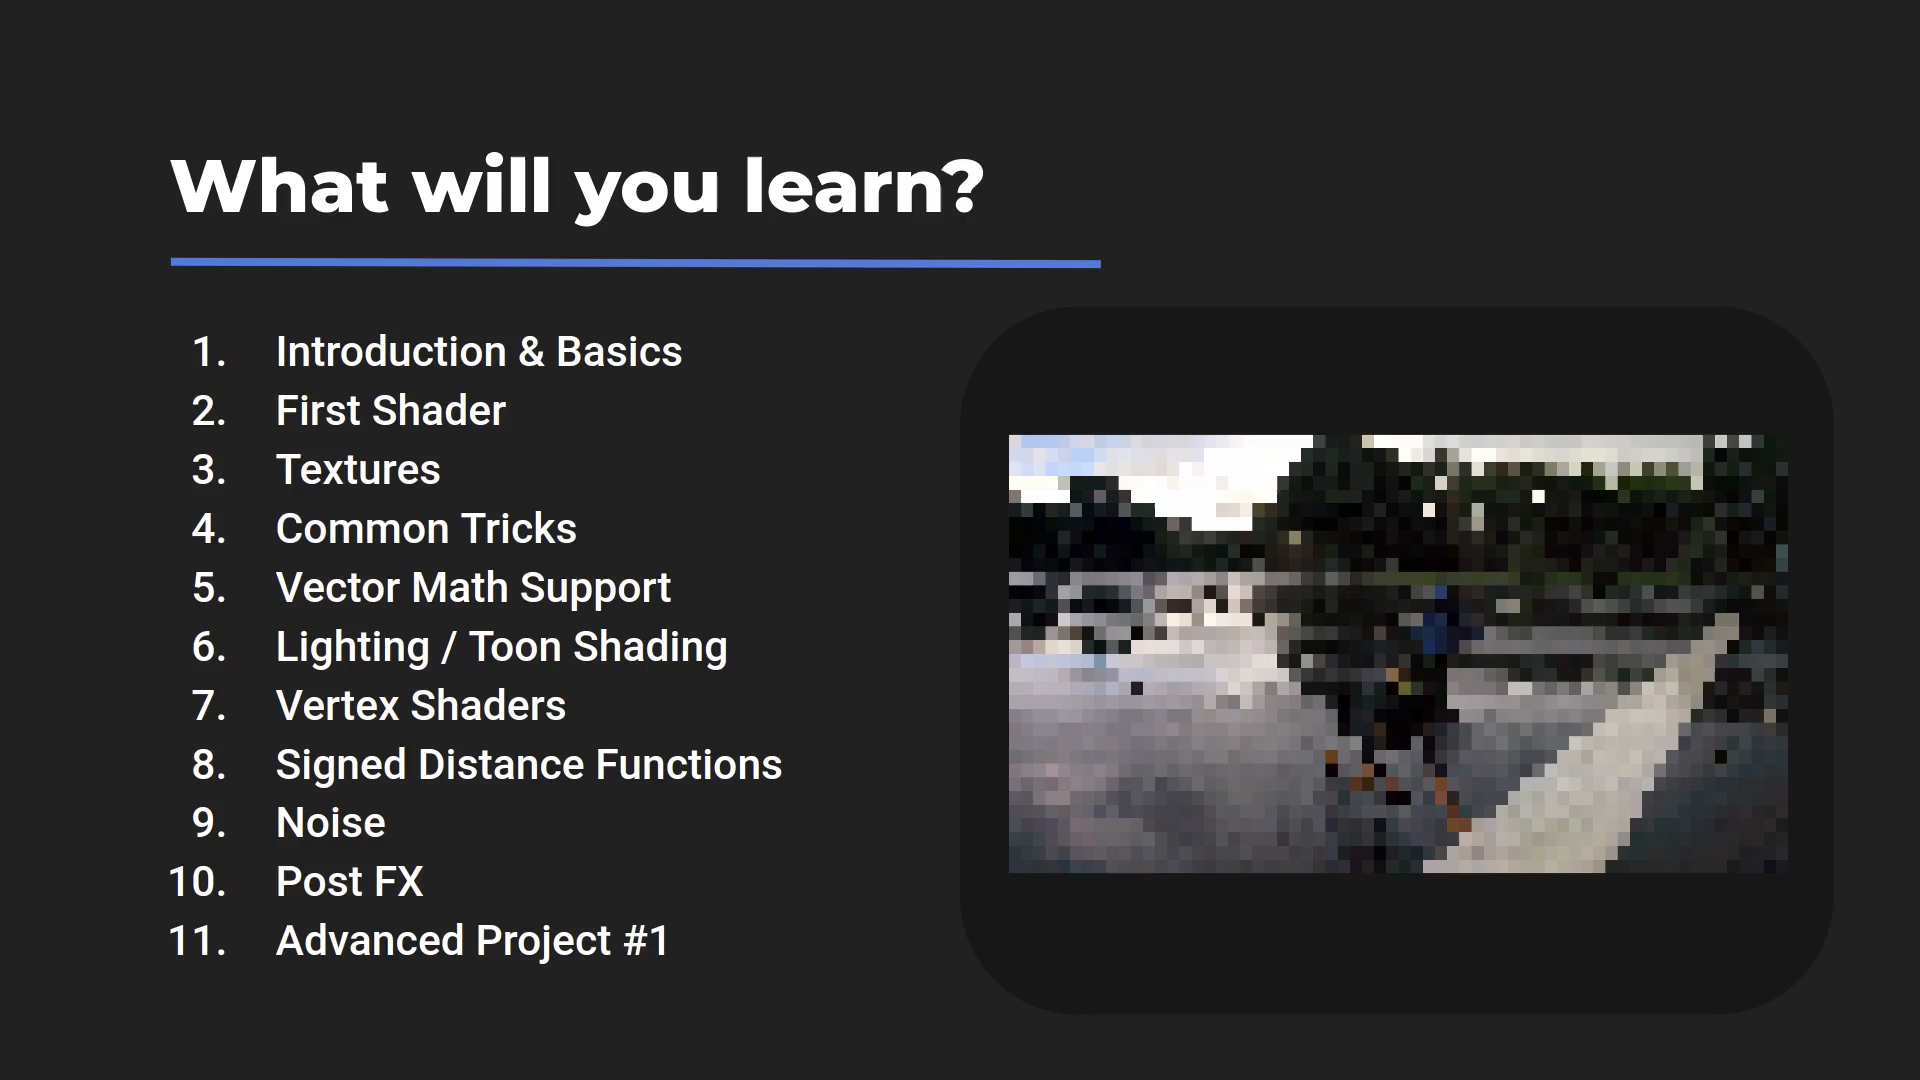 What will you learn?
1. Introduction & Basics
2. First Shader
3. Textures
4. Common Tricks
5. Vector Math Support
6. Lighting / Toon Shading
7. Vertex Shaders
8. Signed Distance Functions
9. Noise
10. Post FX
11. Advanced Project #1